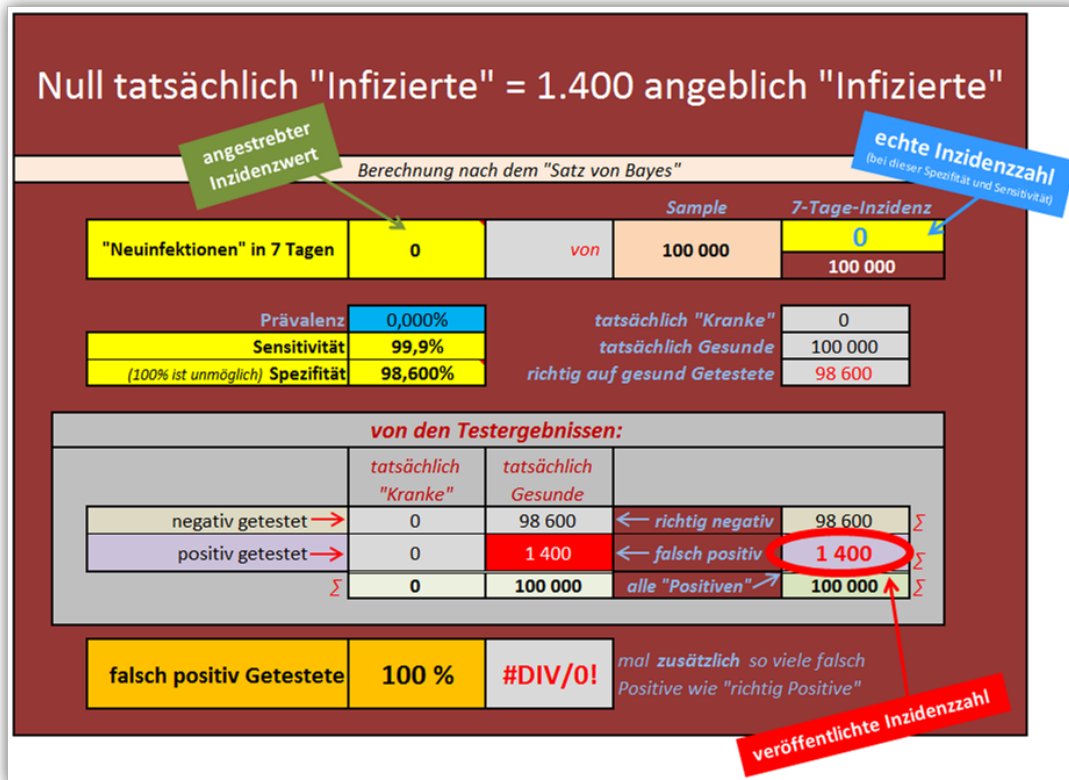 Null tatsächlich "Infizierte" = 1.400 angeblich "Infizierte"
angestrebter
Inzidenzwert
echte Inzidenzzahl
(bei dieser Spezifität und Sensitivität)
Berechnung nach dem "Satz von Bayes"
Sample 7-Tage-Inzidenz
"Neuinfektionen" in 7 Tagen 0 von 100 000 0
100 000
Prävalenz 0,000% tatsächlich "Kranke" 0
Sensitivität 99,9% tatsächlich Gesunde 100 000
(100% ist unmöglich) Spezifität 98,600% richtig auf gesund Getestete 98 600
von den Testergebnissen:
tatsächlich tatsächlich
"Kranke" Gesunde
negativ getestet 0 98 600 richtig negativ 98 600 Σ
positiv getestet 0 1 400 falsch positiv 1 400 Σ
Σ 0 100 000 alle "Positiven" 100 000 Σ
falsch positiv Getestete 100 % #DIV/0! mal zusätzlich so viele falsch
Positive wie "richtig Positive"
veröffentlichte Inzidenzzahl